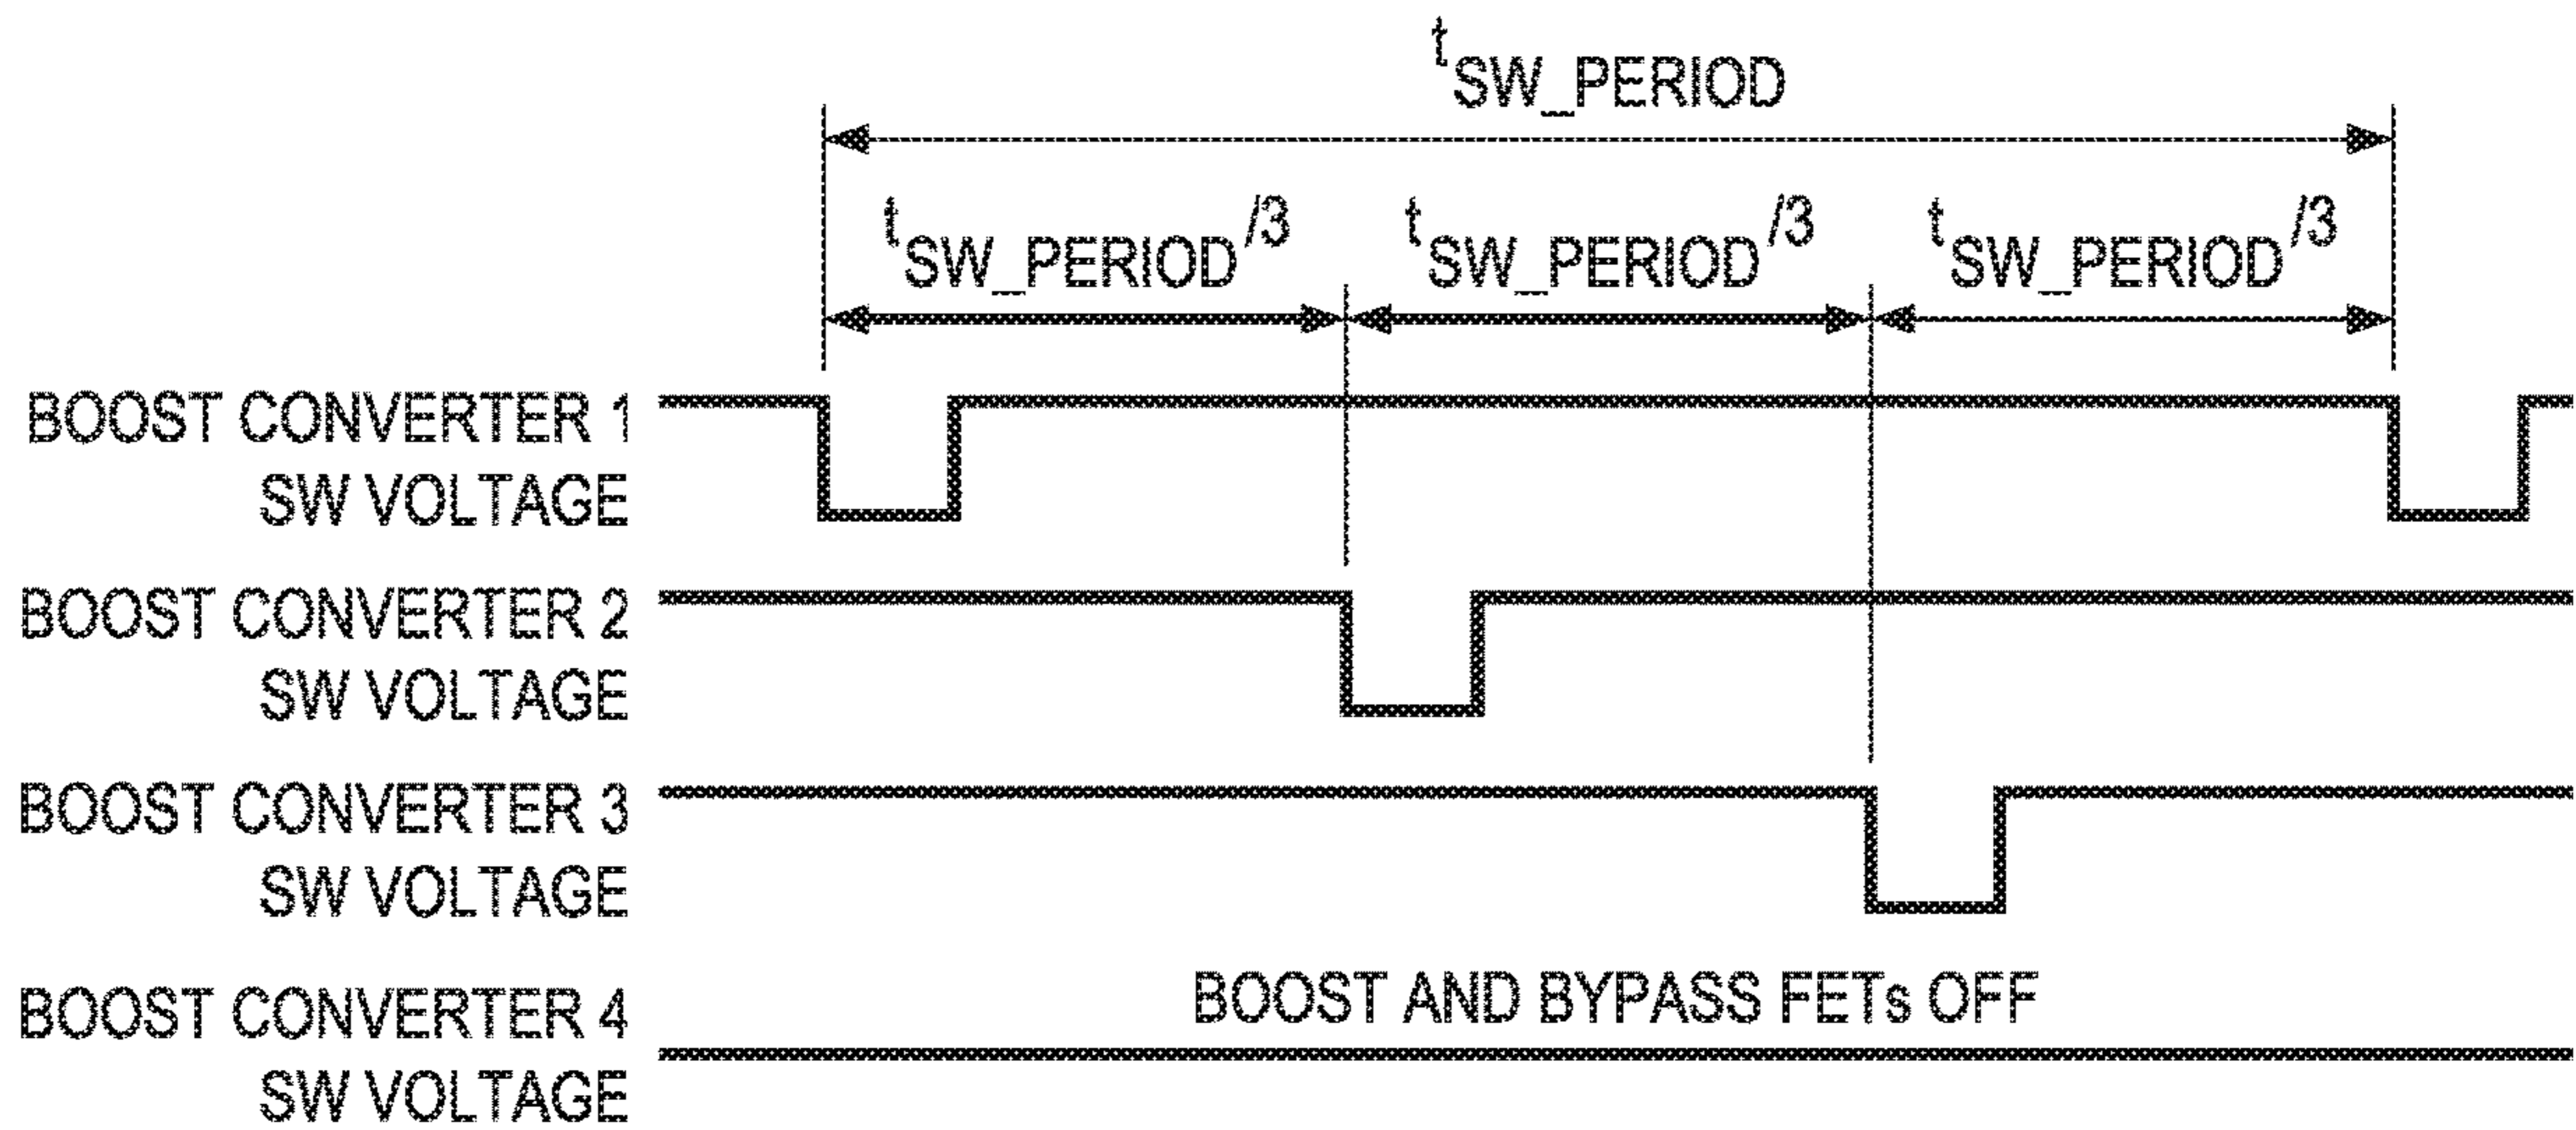 tSW_PERIOD
tSW_PERIOD/3 tSW_PERIOD/3 tSW_PERIOD/3
BOOST CONVERTER 1
SW VOLTAGE
BOOST CONVERTER 2
SW VOLTAGE
BOOST CONVERTER 3
SW VOLTAGE
BOOST AND BYPASS FETs OFF
BOOST CONVERTER 4
SW VOLTAGE